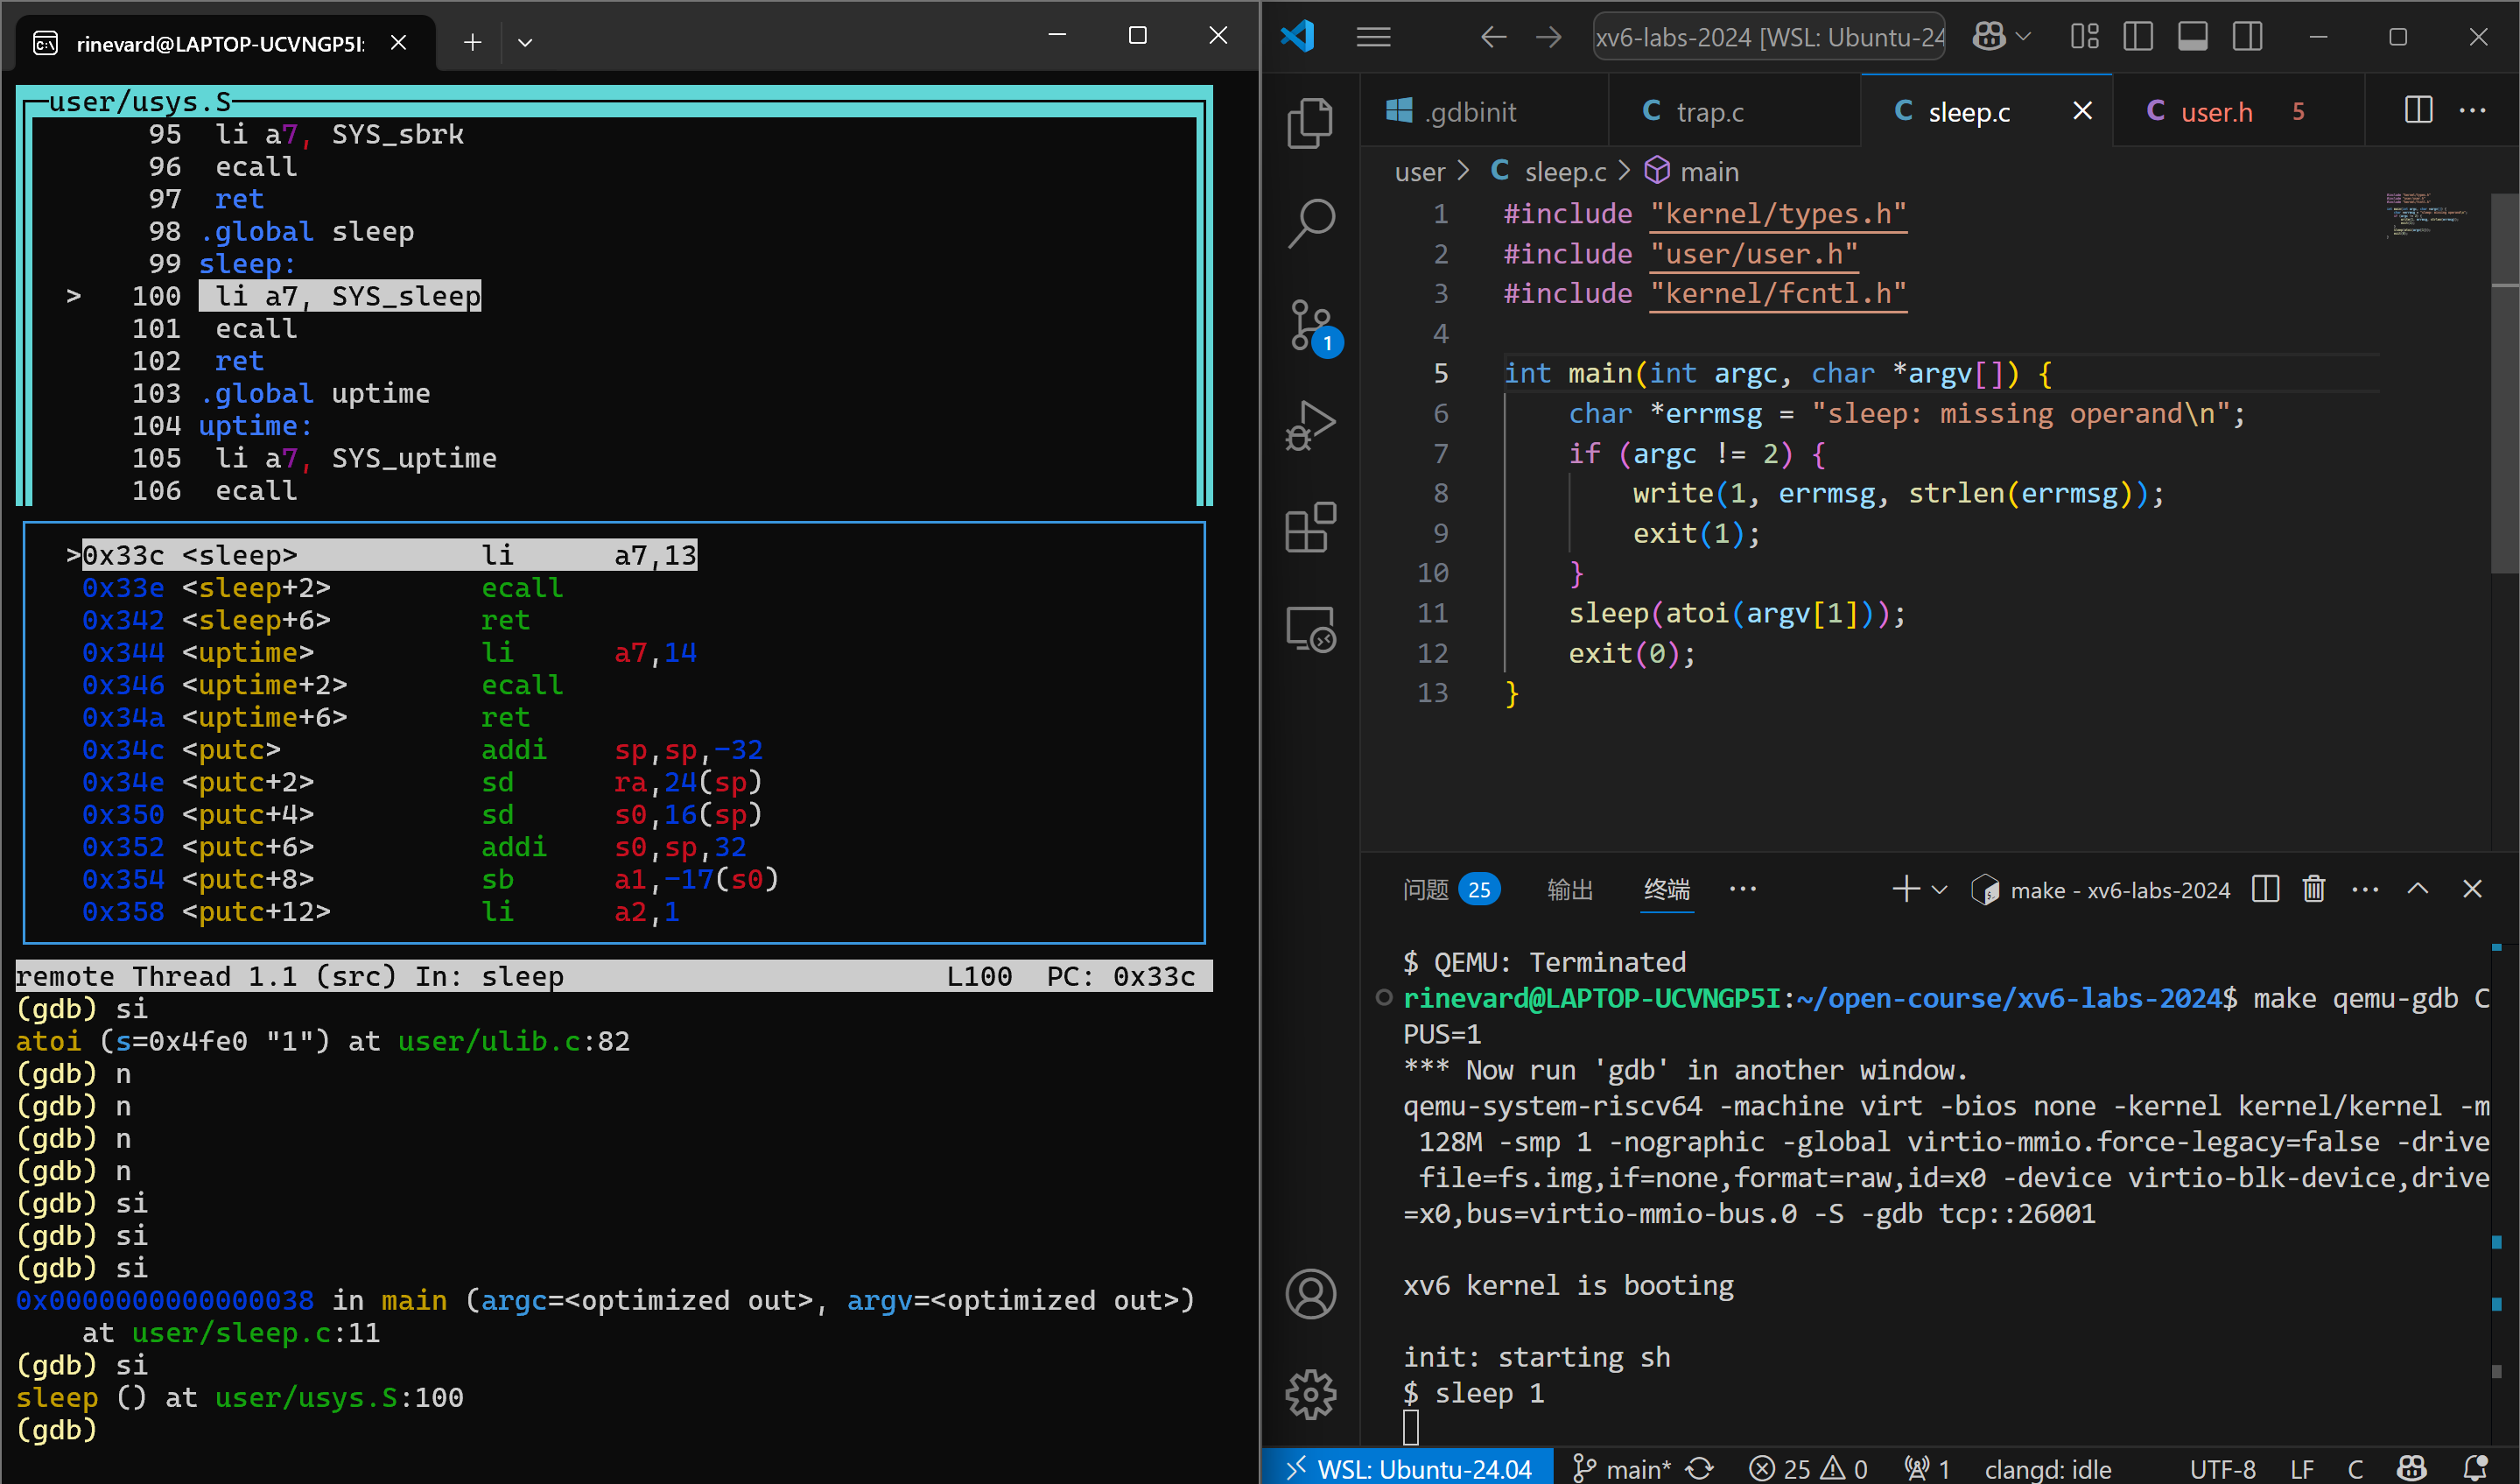 rinevard@LAPTOP-UCVNGP5I:
user/usys.S
95 li a7, SYS_sbrk
96 ecall
97 ret
98 .global sleep
99 sleep:
> 100 li a7, SYS_sleep
101 ecall
102 ret
103 .global uptime
104 uptime:
105 li a7, SYS_uptime
106 ecall
>0x33c <sleep> li a7,13
0x33e <sleep+2> ecall
0x342 <sleep+6> ret
0x344 <uptime> li a7,14
0x346 <uptime+2> ecall
0x34a <uptime+6> ret
0x34c <putc> addi sp,sp,-32
0x34e <putc+2> sd ra,24(sp)
0x350 <putc+4> sd s0,16(sp)
0x352 <putc+6> addi s0,sp,32
0x354 <putc+8> sb a1,-17(s0)
0x358 <putc+12> li a2,1
remote Thread 1.1 (src) In: sleep L100 PC: 0x33c
(gdb) si
atoi (s=0x4fe0 "1") at user/ulib.c:82
(gdb) n
(gdb) n
(gdb) n
(gdb) n
(gdb) si
(gdb) si
(gdb) si
0x0000000000000038 in main (argc=<optimized out>, argv=<optimized out>)
at user/sleep.c:11
(gdb) si
sleep () at user/usys.S:100
(gdb)
xv6-labs-2024 [WSL: Ubuntu-24
.gdbinit C trap.c C sleep.c C user.h 5
user > C sleep.c > main
1 #include "kernel/types.h"
2 #include "user/user.h"
3 #include "kernel/fcntl.h"
4
5 int main(int argc, char *argv[]) {
6 char *errmsg = "sleep: missing operand\n";
7 if (argc != 2) {
8 write(1, errmsg, strlen(errmsg));
9 exit(1);
10 }
11 sleep(atoi(argv[1]));
12 exit(0);
13 }
1
问题 25 输出 终端 ··· make - xv6-labs-2024
$ QEMU: Terminated
rinevard@LAPTOP-UCVNGP5I:~/open-course/xv6-labs-2024$ make qemu-gdb C
PUS=1
*** Now run 'gdb' in another window.
qemu-system-riscv64 -machine virt -bios none -kernel kernel/kernel -m
128M -smp 1 -nographic -global virtio-mmio.force-legacy=false -drive
file=fs.img,if=none,format=raw,id=x0 -device virtio-blk-device,drive
=x0,bus=virtio-mmio-bus.0 -S -gdb tcp::26001
xv6 kernel is booting
init: starting sh
$ sleep 1
WSL: Ubuntu-24.04 main* 25 0 1 clangd: idle UTF-8 LF C